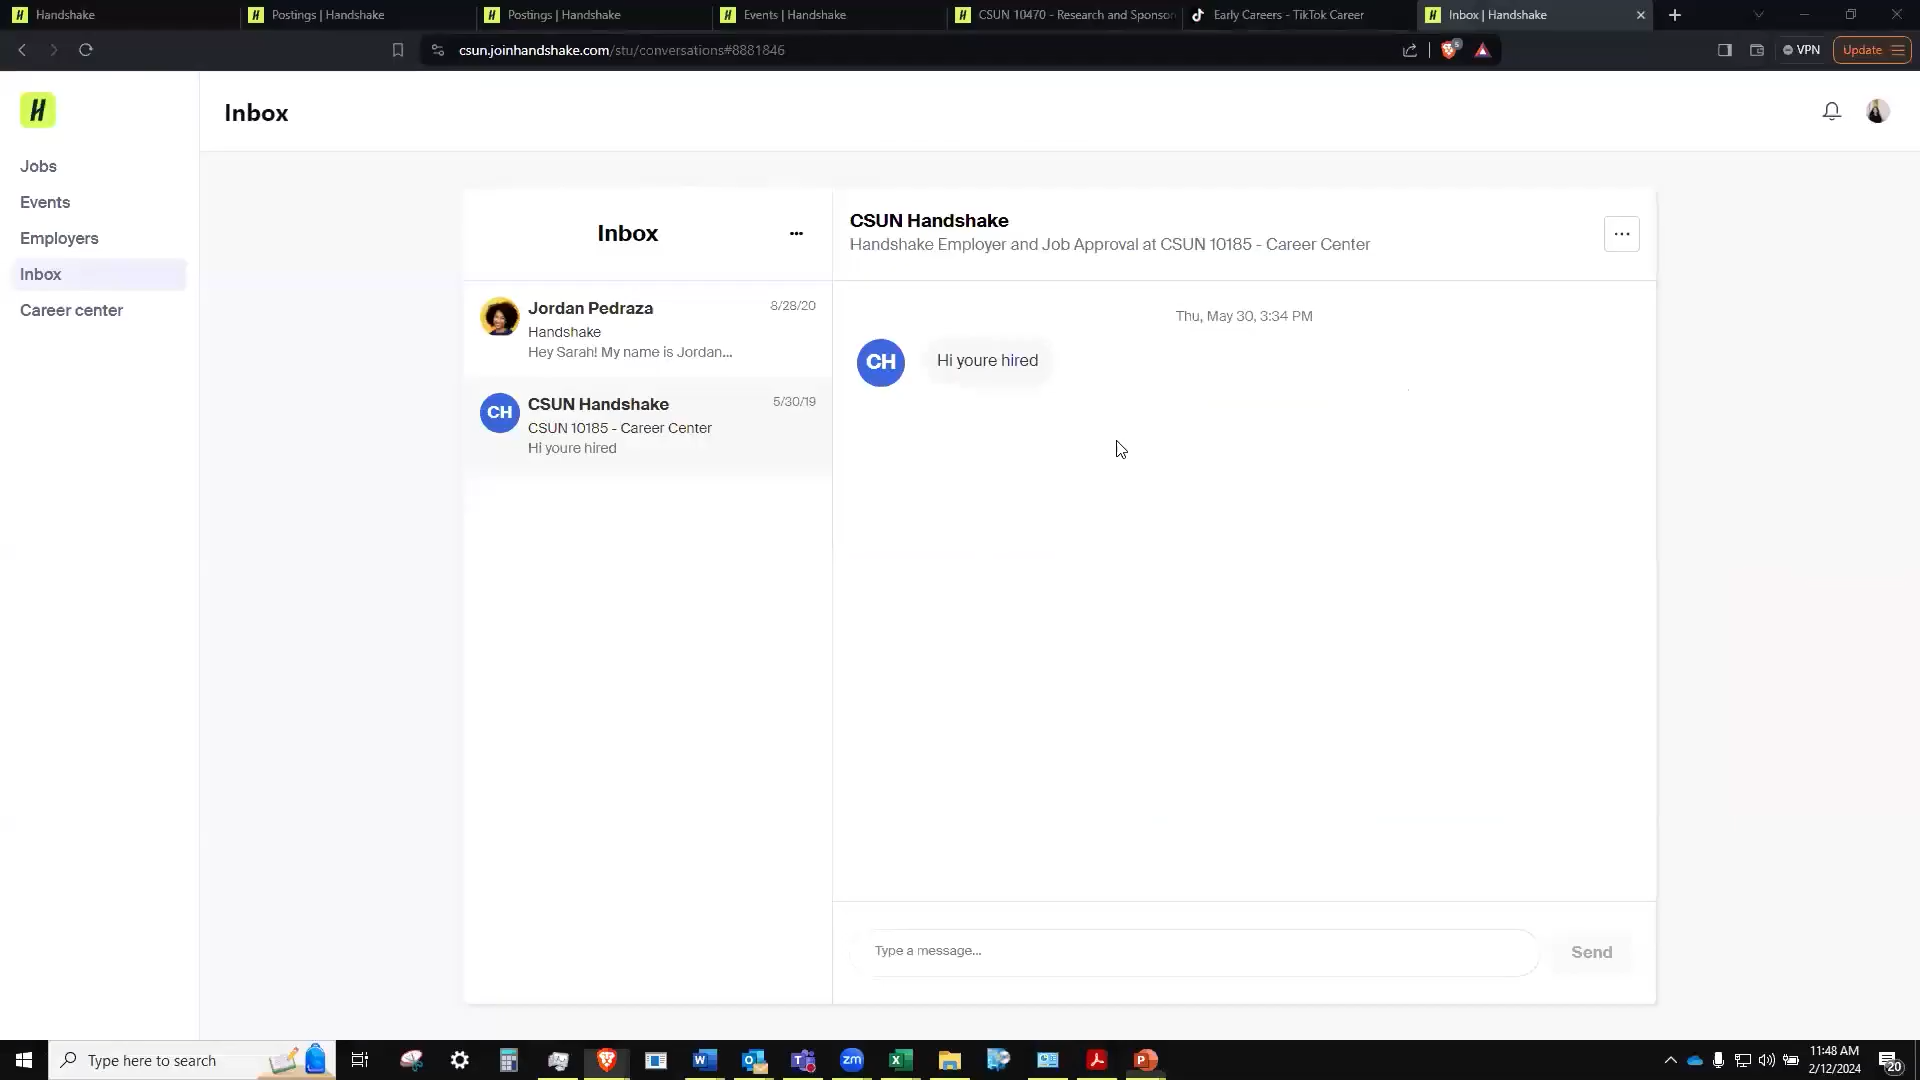 Handshake
Postings | Handshake
Postings | Handshake
Events | Handshake
CSUN 10470 - Research and Sponsor
Early Careers - TikTok Career
Inbox | Handshake
csun.joinhandshake.com/stu/conversations#8881846
VPN
Update
Inbox
Jobs
Events
Employers
Inbox
Career center
Inbox
Jordan Pedraza
8/28/20
Handshake
Hey Sarah! My name is Jordan...
CH
CSUN Handshake
5/30/19
CSUN 10185 - Career Center
Hi youre hired
CSUN Handshake
Handshake Employer and Job Approval at CSUN 10185 - Career Center
Thu, May 30, 3:34 PM
CH
Hi youre hired
Type a message...
Send
Type here to search
11:48 AM
2/12/2024
20